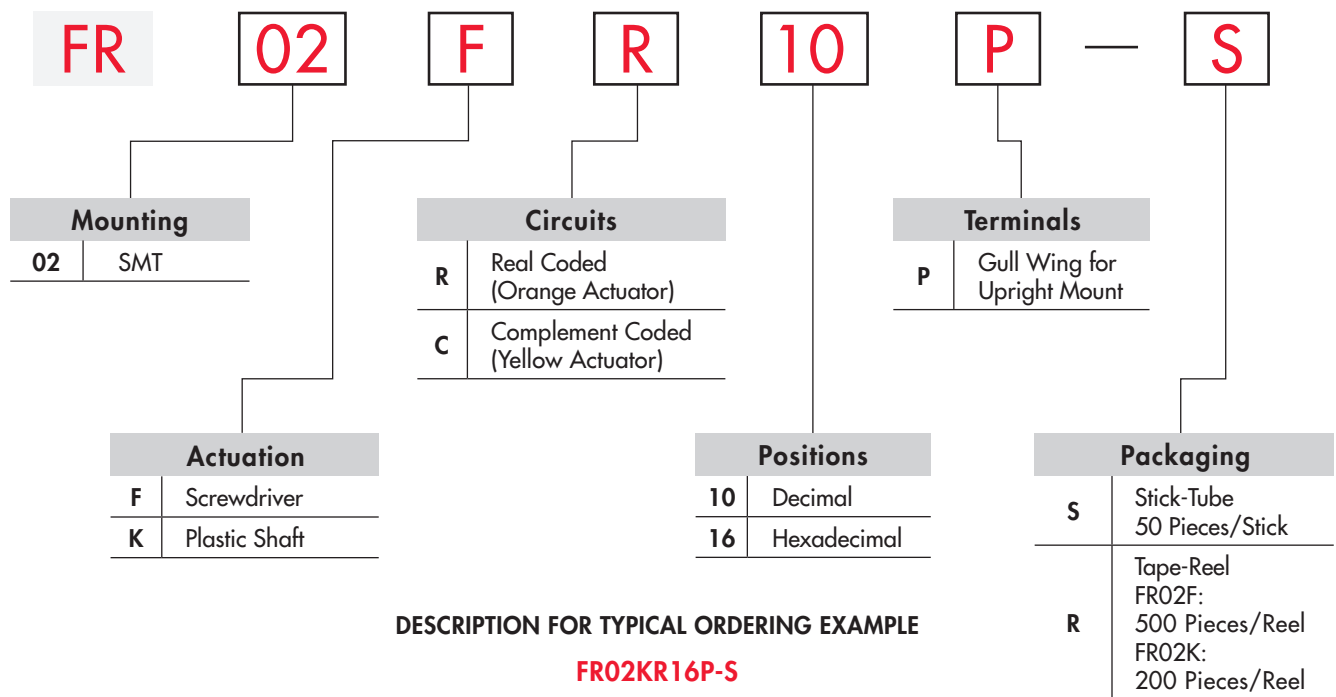 FR 02 F R 10 P — S
Mounting
02 SMT
Circuits
R Real Coded
(Orange Actuator)
C Complement Coded
(Yellow Actuator)
Terminals
P Gull Wing for
Upright Mount
Actuation
F Screwdriver
K Plastic Shaft
Positions
10 Decimal
16 Hexadecimal
Packaging
S Stick-Tube
50 Pieces/Stick
R Tape-Reel
FR02F:
500 Pieces/Reel
FR02K:
200 Pieces/Reel
DESCRIPTION FOR TYPICAL ORDERING EXAMPLE
FR02KR16P-S